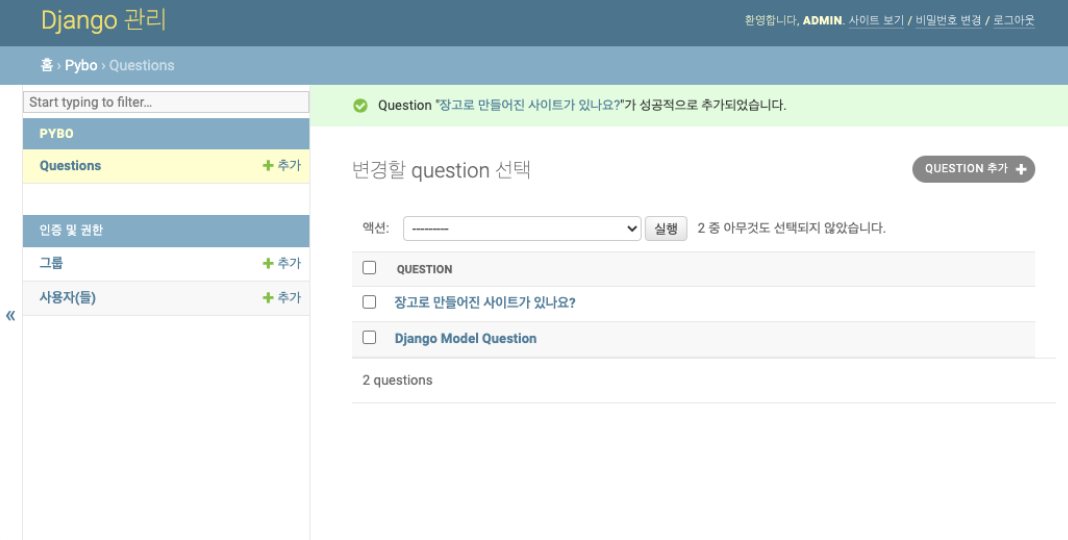 Django 관리
환영합니다, ADMIN. 사이트 보기 / 비밀번호 변경 / 로그아웃
홈 › Pybo › Questions
Start typing to filter...
PYBO
Questions + 추가
인증 및 권한
그룹 + 추가
사용자(들) + 추가
«
Question "장고로 만들어진 사이트가 있나요?"가 성공적으로 추가되었습니다.
변경할 question 선택
QUESTION 추가 +
액션: --------- 실행 2 중 아무것도 선택되지 않았습니다.
QUESTION
장고로 만들어진 사이트가 있나요?
Django Model Question
2 questions